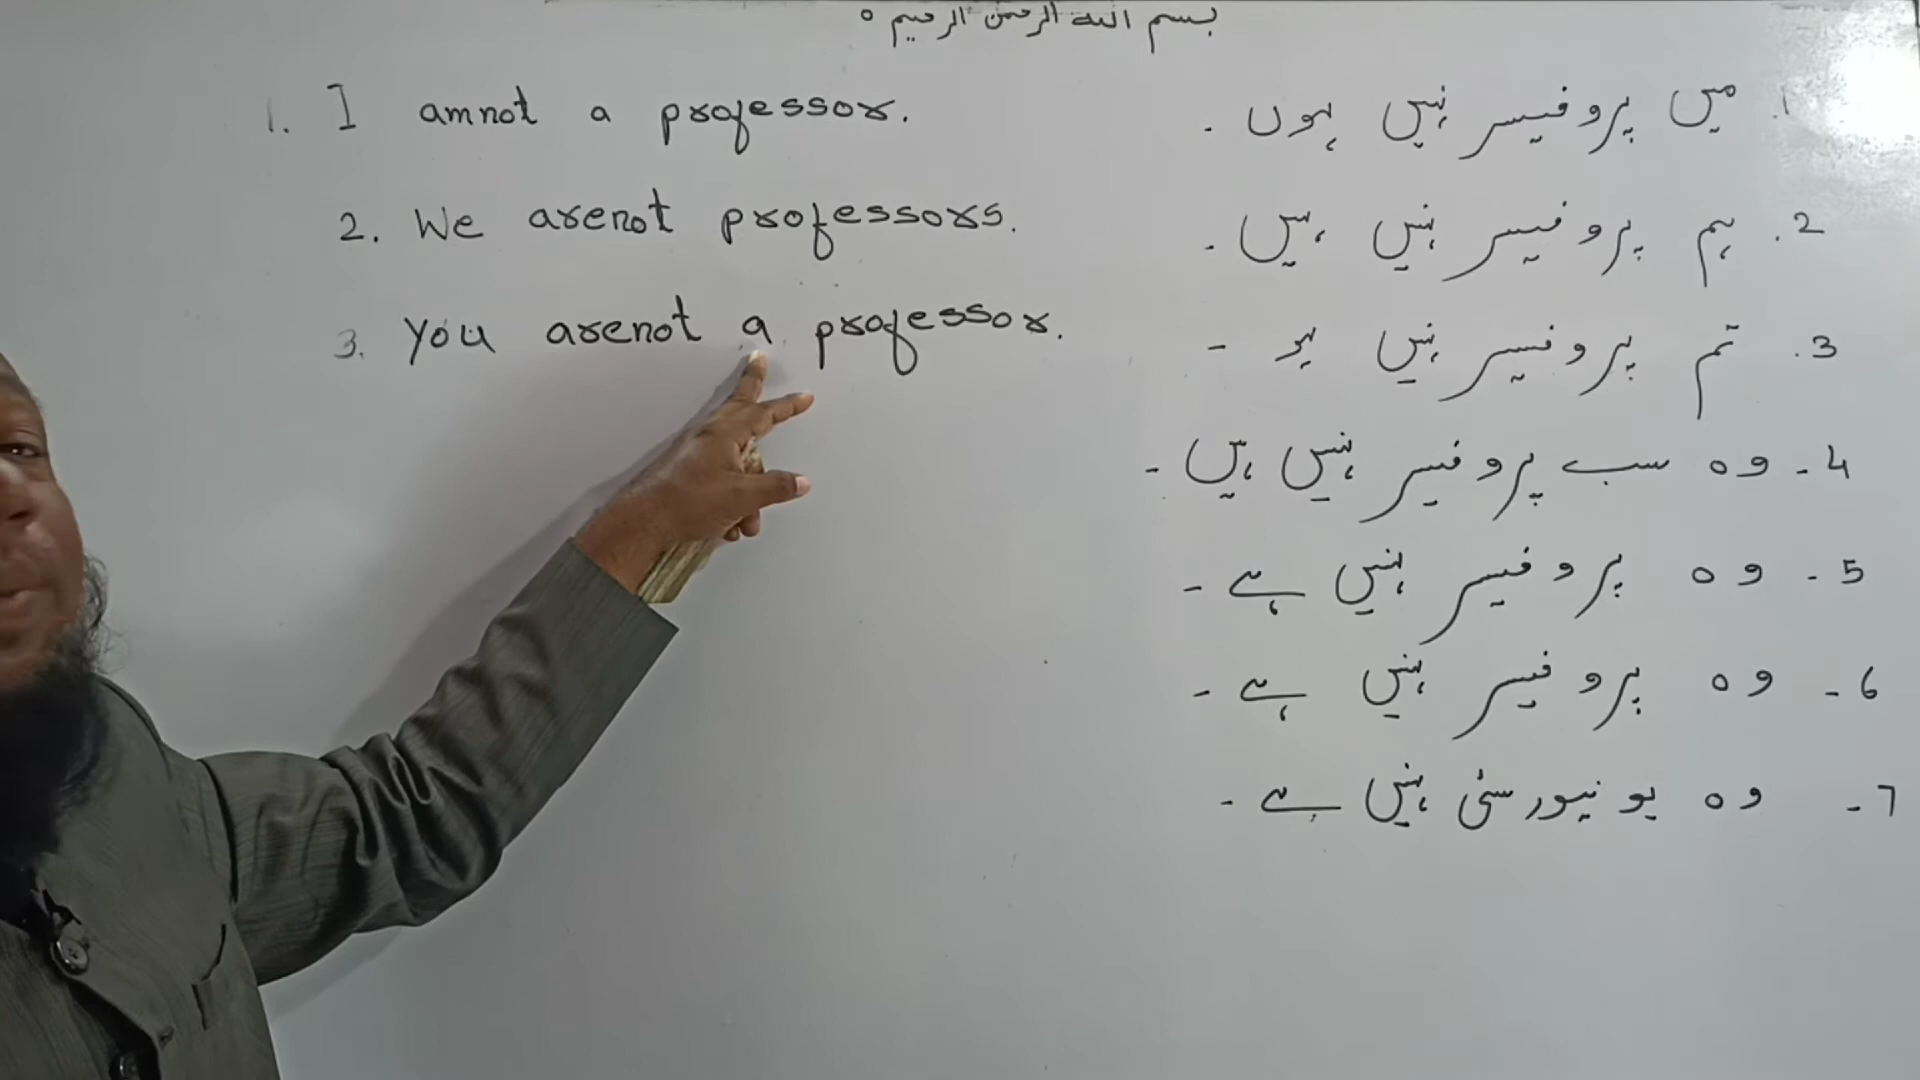 بسم الله الرحمن الرحیم ०
1. I amnot a professor.
1. میں پروفیسر نہیں ہوں ۔
2. We arenot professors.
2. ہم پروفیسر نہیں ہیں ۔
3. You arenot a professor.
3. تم پروفیسر نہیں ہو ۔
4۔ وہ سب پروفیسر نہیں ہیں ۔
5۔ وہ پروفیسر نہیں ہے ۔
6۔ وہ پروفیسر نہیں ہے ۔
7۔ وہ یونیورسٹی نہیں ہے ۔